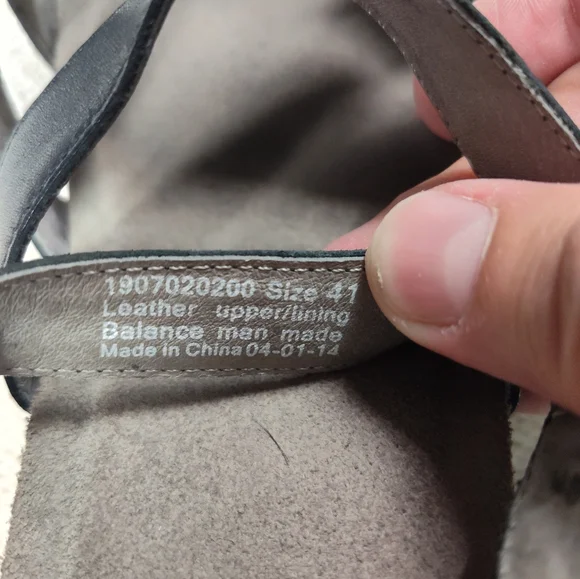 1907020200 Size 41
Leather upper/lining
Balance man made
Made in China 04-01-14